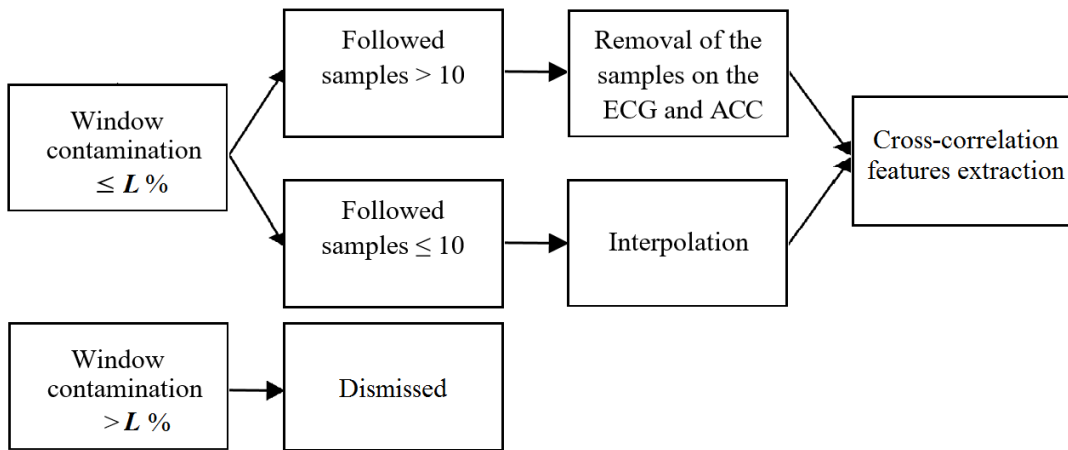 Window
contamination
≤ L %
Followed
samples > 10
Removal of the
samples on the
ECG and ACC
Followed
samples ≤ 10
Interpolation
Cross-correlation
features extraction
Window
contamination
> L %
Dismissed